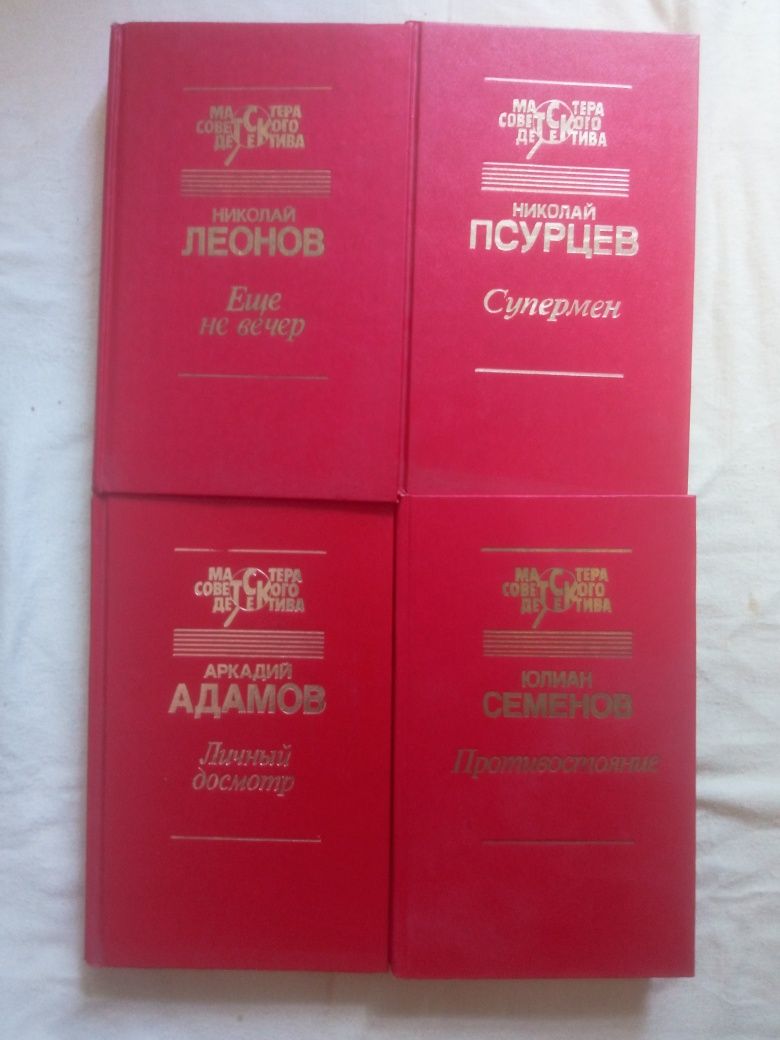 МАСТЕРА
СОВЕТСКОГО
ДЕТЕКТИВА
НИКОЛАЙ
ЛЕОНОВ
Еще
не вечер
МАСТЕРА
СОВЕТСКОГО
ДЕТЕКТИВА
НИКОЛАЙ
ПСУРЦЕВ
Супермен
МАСТЕРА
СОВЕТСКОГО
ДЕТЕКТИВА
АРКАДИЙ
АДАМОВ
Личный
досмотр
МАСТЕРА
СОВЕТСКОГО
ДЕТЕКТИВА
ЮЛИАН
СЕМЕНОВ
Противостояние